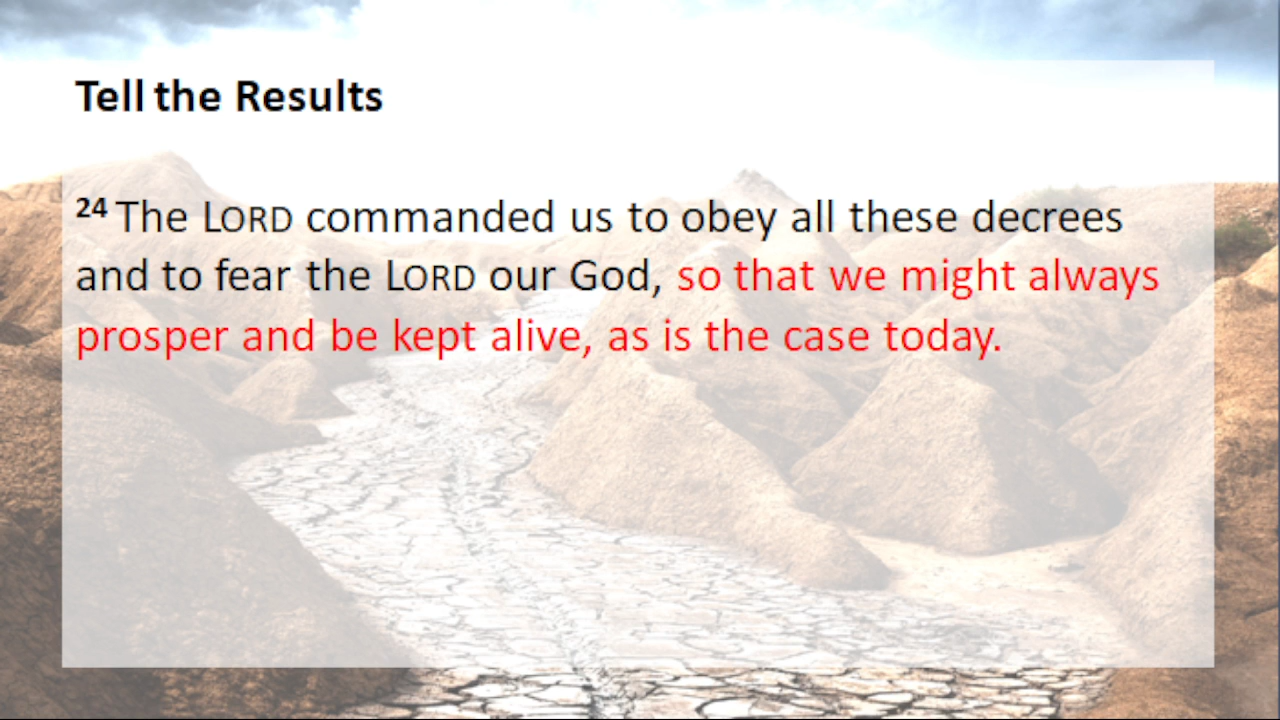 Tell the Results
24 The LORD commanded us to obey all these decrees
and to fear the LORD our God, so that we might always
prosper and be kept alive, as is the case today.